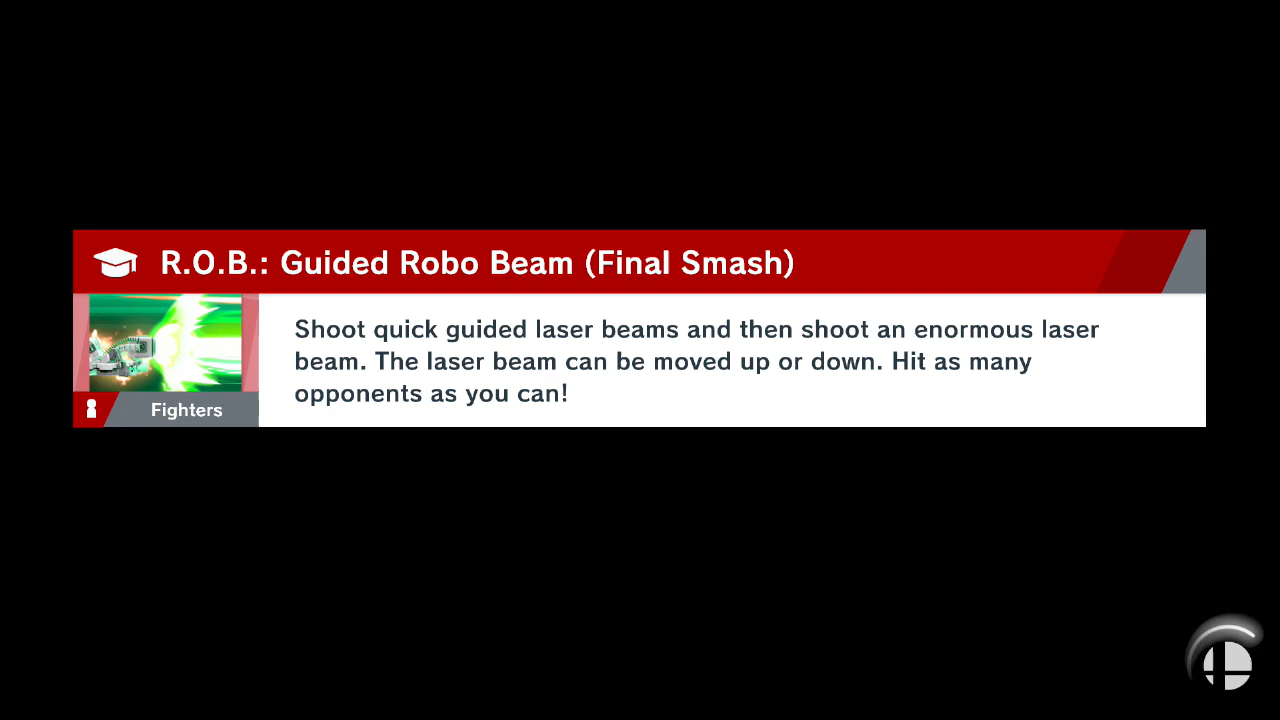 R.O.B.: Guided Robo Beam (Final Smash)
Shoot quick guided laser beams and then shoot an enormous laser
beam. The laser beam can be moved up or down. Hit as many
opponents as you can!
Fighters